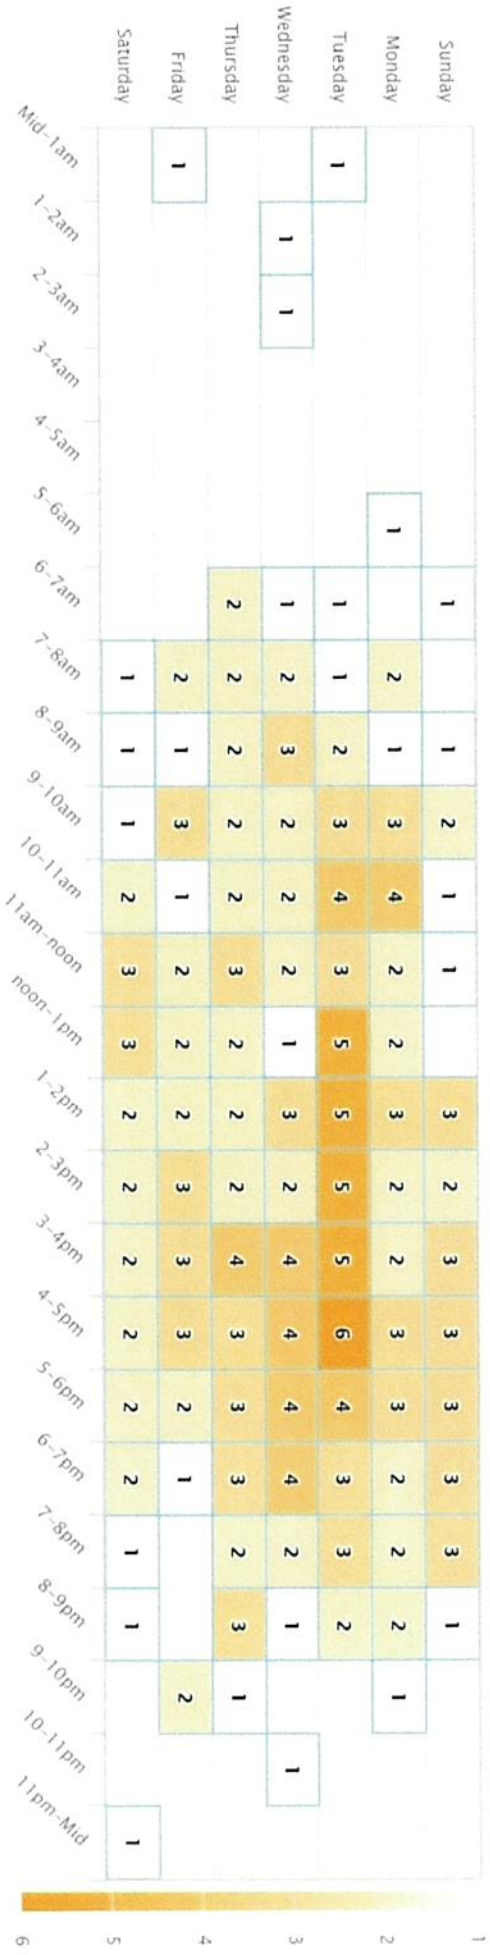 Sunday 1 1 2 1 1 3 2 3 3 3 3 3 1
Monday 1 2 1 3 4 2 2 3 2 2 3 3 2 2 2 1
Tuesday 1 1 1 2 3 4 3 5 5 5 5 6 4 3 3 2
Wednesday 1 1 1 2 3 2 2 2 1 3 2 4 4 4 4 2 1 1
Thursday 2 2 2 2 2 3 2 2 2 4 3 3 3 2 3 1
Friday 1 2 1 3 1 2 2 2 3 3 3 2 1 2
Saturday 1 1 1 2 3 3 2 2 2 2 2 2 1 1 1
Mid-1am 1-2am 2-3am 3-4am 4-5am 5-6am 6-7am 7-8am 8-9am 9-10am 10-11am 11am-noon noon-1pm 1-2pm 2-3pm 3-4pm 4-5pm 5-6pm 6-7pm 7-8pm 8-9pm 9-10pm 10-11pm 11pm-Mid
1
2
3
4
5
6